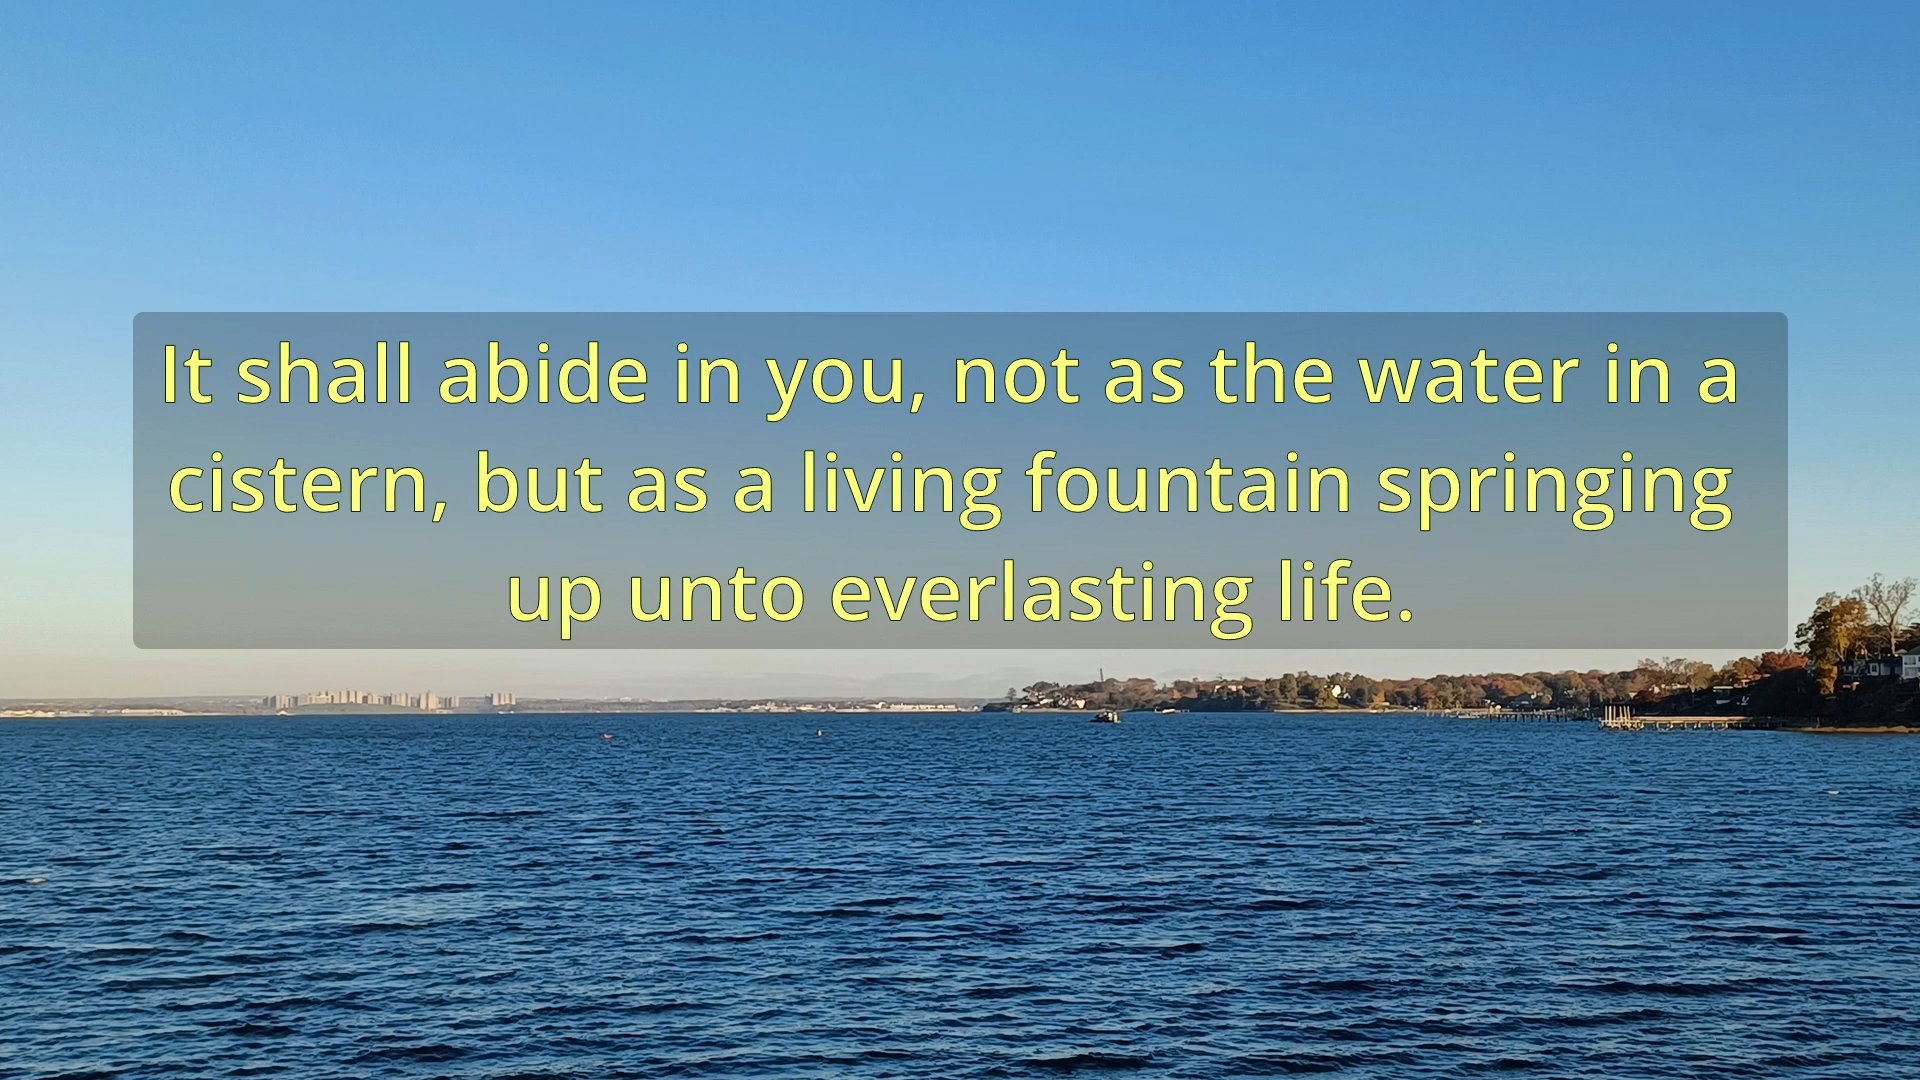 It shall abide in you, not as the water in a
cistern, but as a living fountain springing
up unto everlasting life.